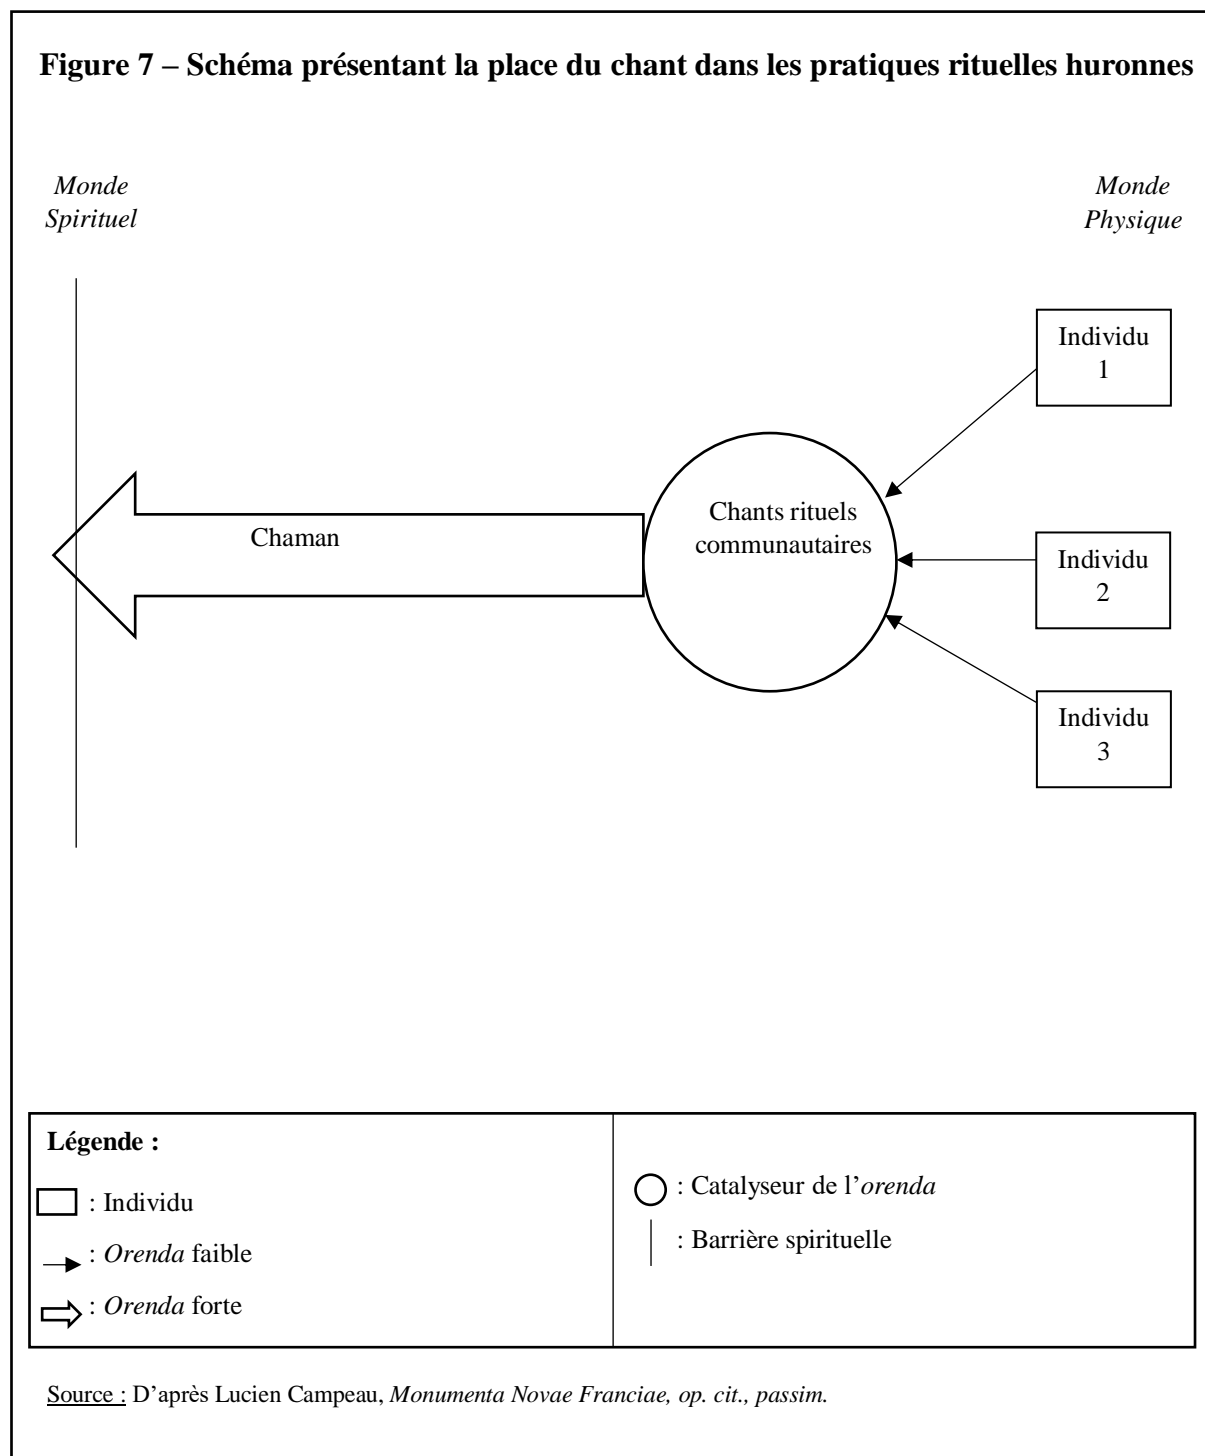 Figure 7 – Schéma présentant la place du chant dans les pratiques rituelles huronnes
Monde
Spirituel
Monde
Physique
Individu
1
Chants rituels
communautaires
Chaman
Individu
2
Individu
3
Légende :
: Individu
: Orenda faible
: Orenda forte
: Catalyseur de l’orenda
: Barrière spirituelle
Source : D’après Lucien Campeau, Monumenta Novae Franciae, op. cit., passim.